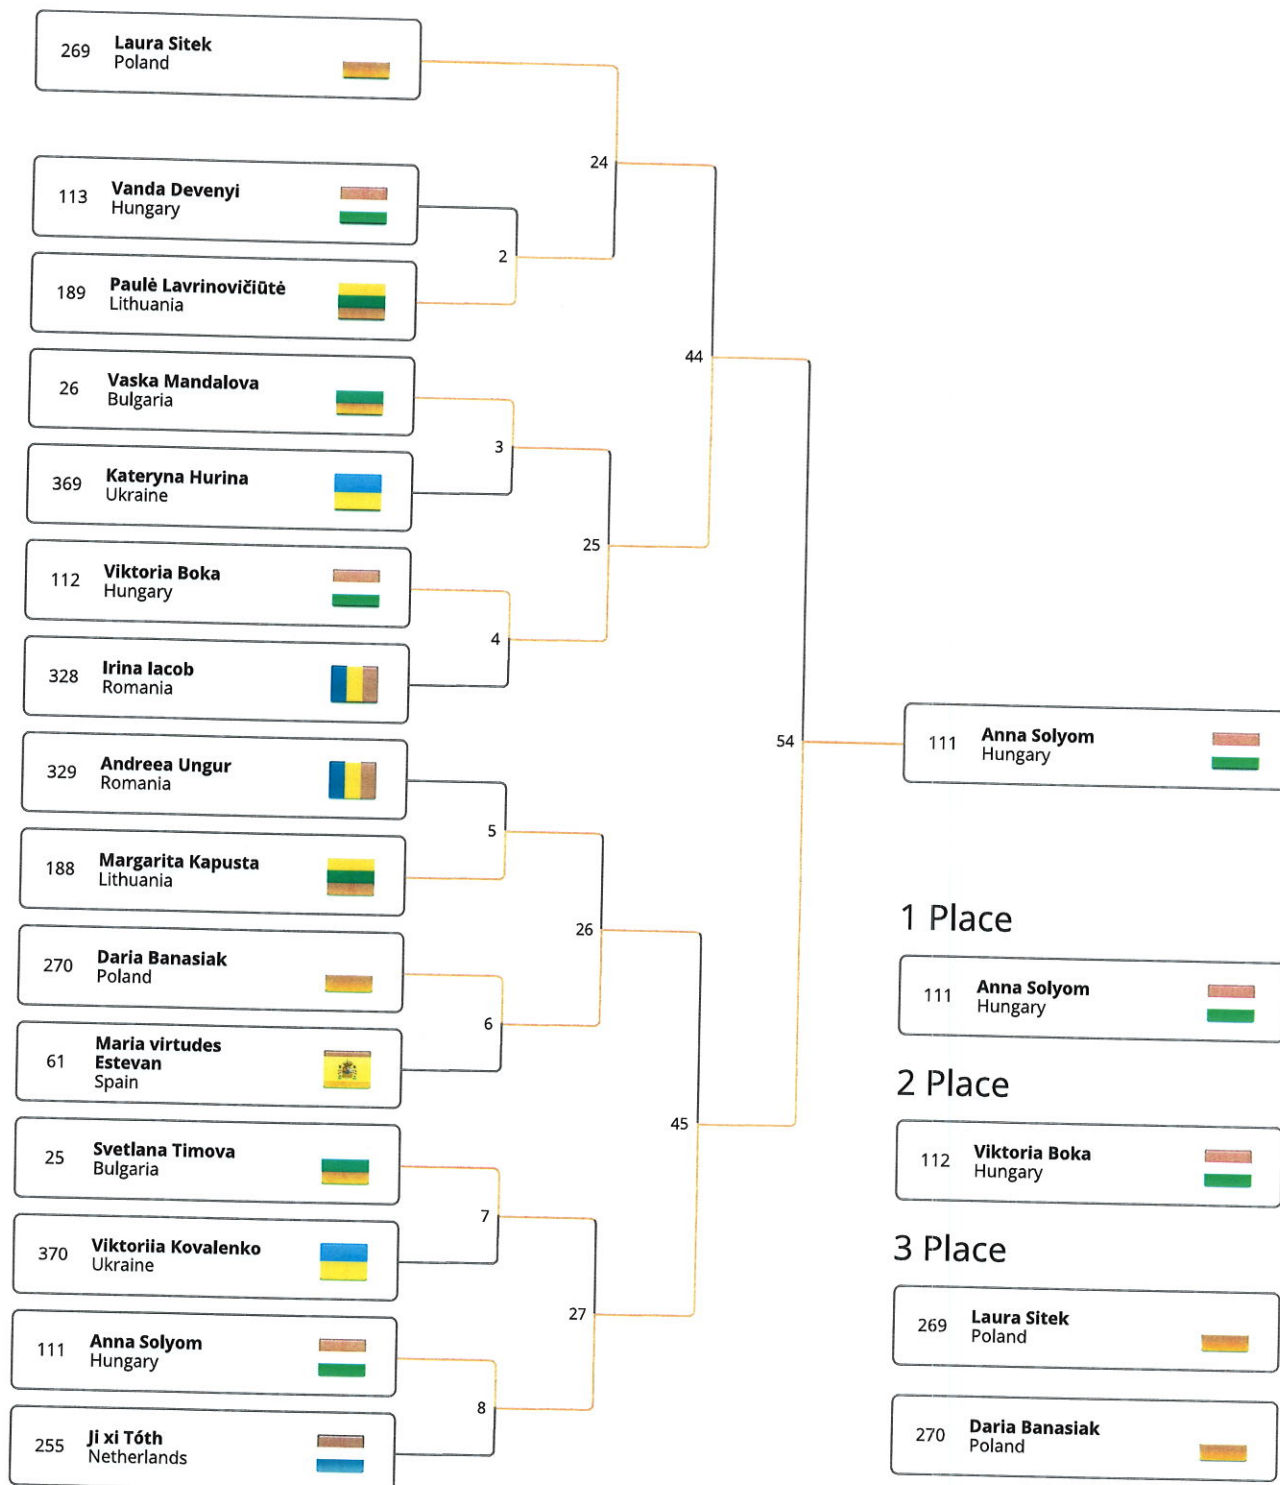 269 Laura Sitek
Poland
24
113 Vanda Devenyi
Hungary
2
189 Paulė Lavrinovičiūtė
Lithuania
44
26 Vaska Mandalova
Bulgaria
3
369 Kateryna Hurina
Ukraine
25
112 Viktoria Boka
Hungary
4
328 Irina Iacob
Romania
54
111 Anna Solyom
Hungary
329 Andreea Ungur
Romania
5
188 Margarita Kapusta
Lithuania
26
270 Daria Banasiak
Poland
6
61 Maria virtudes
Estevan
Spain
45
25 Svetlana Timova
Bulgaria
7
370 Viktoriia Kovalenko
Ukraine
27
111 Anna Solyom
Hungary
8
255 Ji xi Tóth
Netherlands
1 Place
111 Anna Solyom
Hungary
2 Place
112 Viktoria Boka
Hungary
3 Place
269 Laura Sitek
Poland
270 Daria Banasiak
Poland